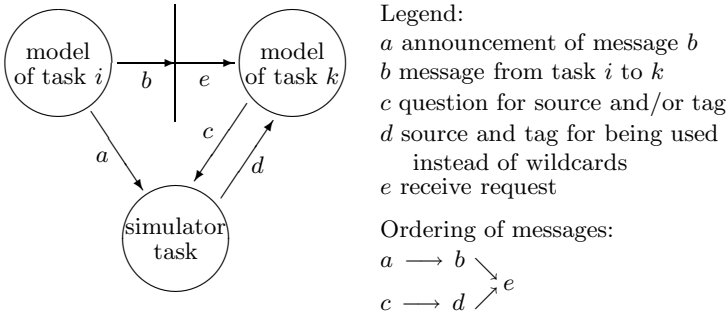 model
of task i
b
e
model
of task k
a
c
d
simulator
task
Legend:
a announcement of message b
b message from task i to k
c question for source and/or tag
d source and tag for being used
instead of wildcards
e receive request
Ordering of messages:
a ⟶ b
e
c ⟶ d